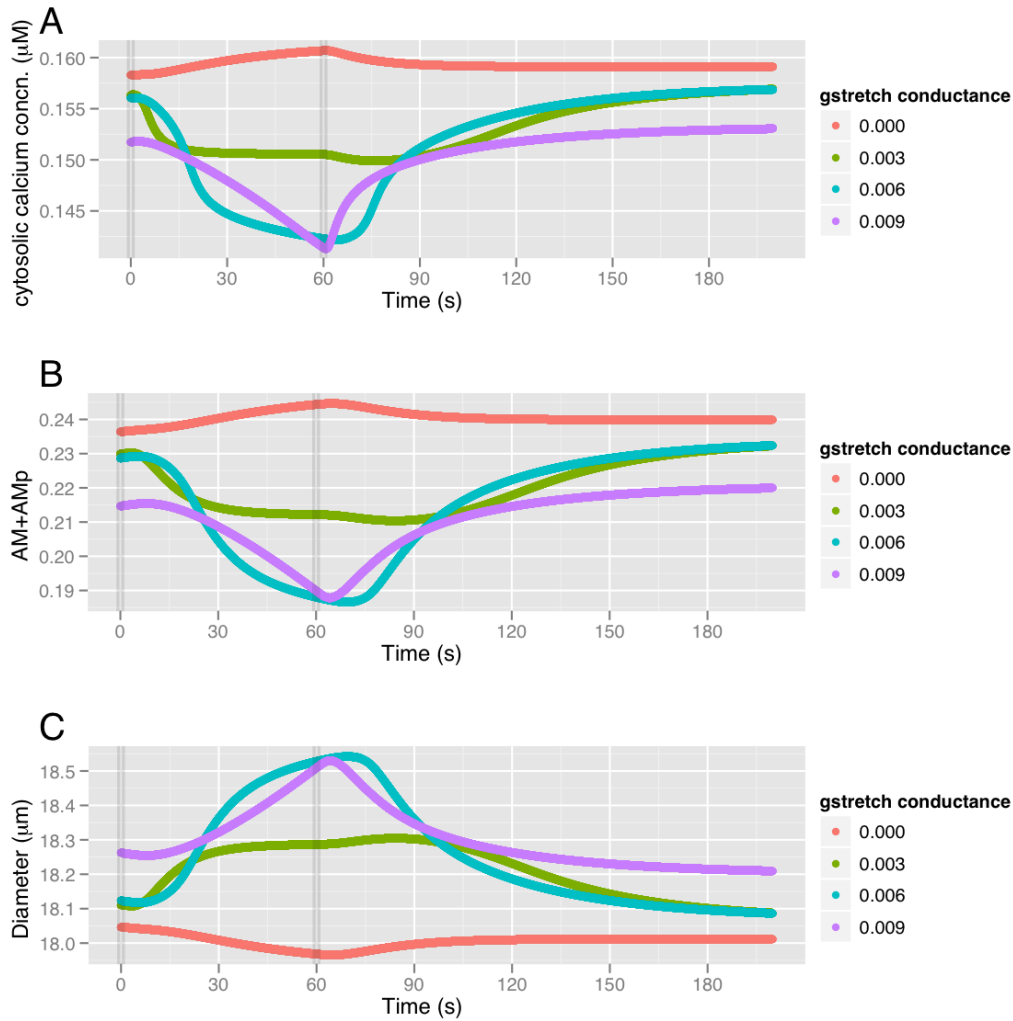 A
cytosolic calcium concn. (μM)
0.160
0.155
0.150
0.145
0 30 60 90 120 150 180
Time (s)
gstretch conductance
0.000
0.003
0.006
0.009
B
AM+AMp
0.24
0.23
0.22
0.21
0.20
0.19
0 30 60 90 120 150 180
Time (s)
gstretch conductance
0.000
0.003
0.006
0.009
C
Diameter (μm)
18.5
18.4
18.3
18.2
18.1
18.0
0 30 60 90 120 150 180
Time (s)
gstretch conductance
0.000
0.003
0.006
0.009